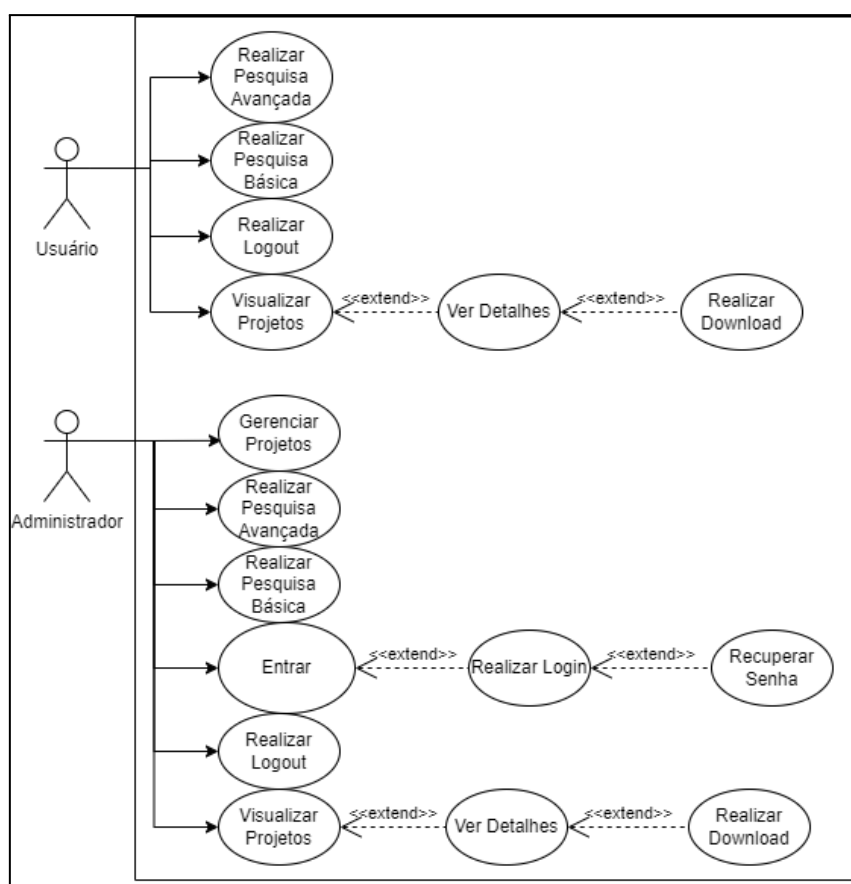 Realizar
Pesquisa
Avançada
Realizar
Pesquisa
Básica
Usuário
Realizar
Logout
Visualizar
Projetos
<<extend>>
Ver Detalhes
<<extend>>
Realizar
Download
Administrador
Gerenciar
Projetos
Realizar
Pesquisa
Avançada
Realizar
Pesquisa
Básica
Entrar
<<extend>>
Realizar Login
<<extend>>
Recuperar
Senha
Realizar
Logout
Visualizar
Projetos
<<extend>>
Ver Detalhes
<<extend>>
Realizar
Download